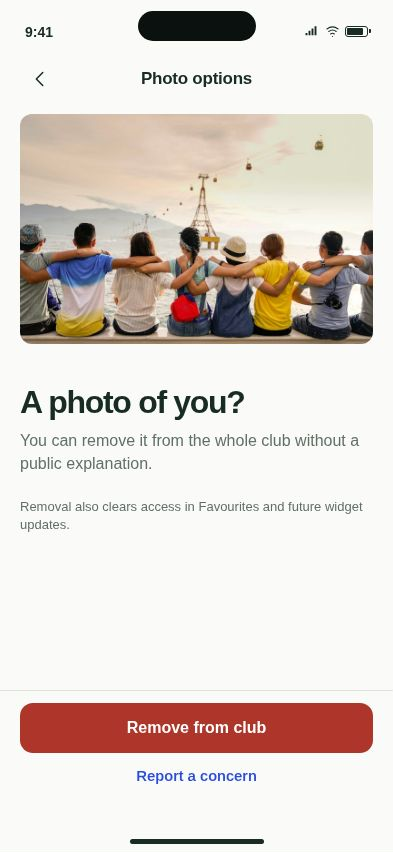 9:41
Photo options
A photo of you?
You can remove it from the whole club without a
public explanation.
Removal also clears access in Favourites and future widget
updates.
Remove from club
Report a concern